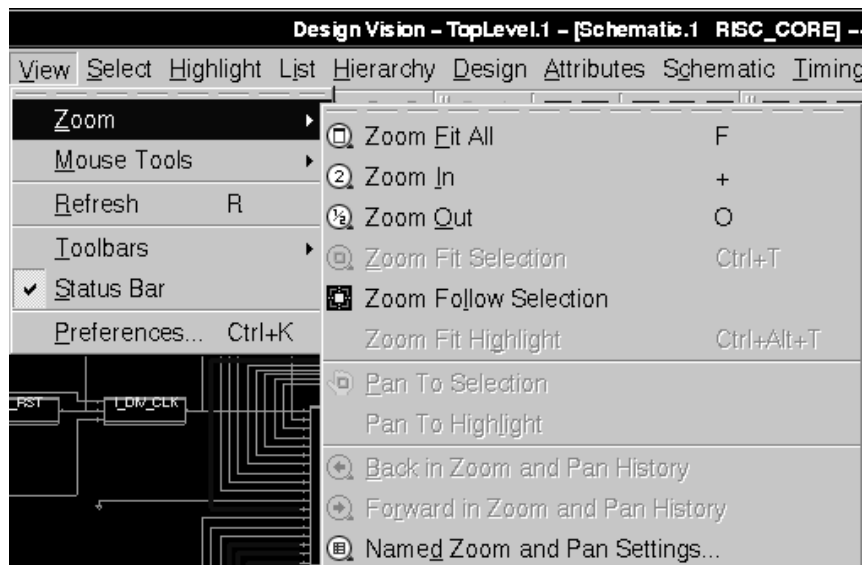 Design Vision – TopLevel.1 – [Schematic.1 RISC_CORE] –
View Select Highlight List Hierarchy Design Attributes Schematic Timing
Zoom
Mouse Tools
Refresh R
Toolbars
Status Bar
Preferences... Ctrl+K
Zoom Fit All F
Zoom In +
Zoom Out O
Zoom Fit Selection Ctrl+T
Zoom Follow Selection
Zoom Fit Highlight Ctrl+Alt+T
Pan To Selection
Pan To Highlight
Back in Zoom and Pan History
Forward in Zoom and Pan History
Named Zoom and Pan Settings...
_RST I_DIV_CLK